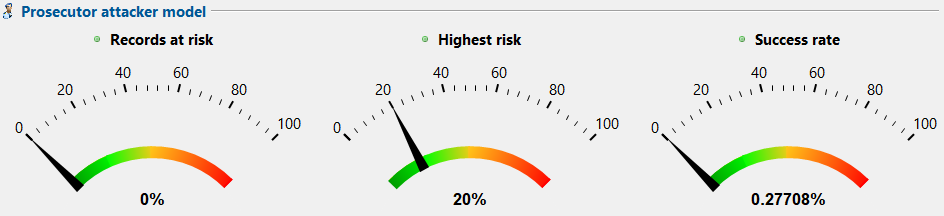 Prosecutor attacker model
Records at risk
0 20 40 60 80 100
0%
Highest risk
0 20 40 60 80 100
20%
Success rate
0 20 40 60 80 100
0.27708%